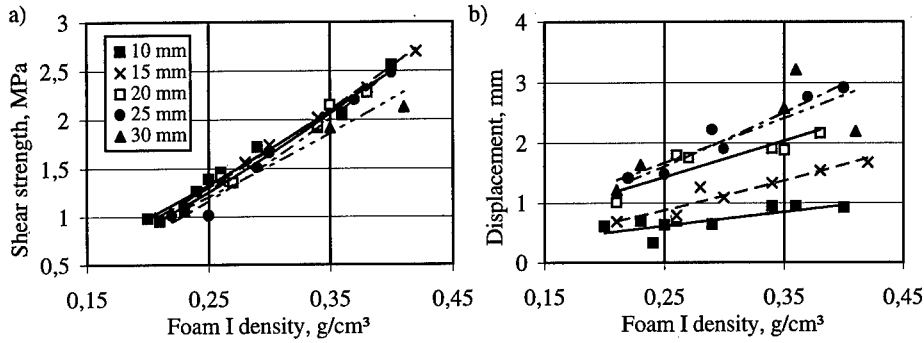 a)
Shear strength, MPa
3
2,5
2
1,5
1
0,5
10 mm
15 mm
20 mm
25 mm
30 mm
0,15 0,25 0,35 0,45
Foam I density, g/cm³
b)
Displacement, mm
4
3
2
1
0
0,15 0,25 0,35 0,45
Foam I density, g/cm³